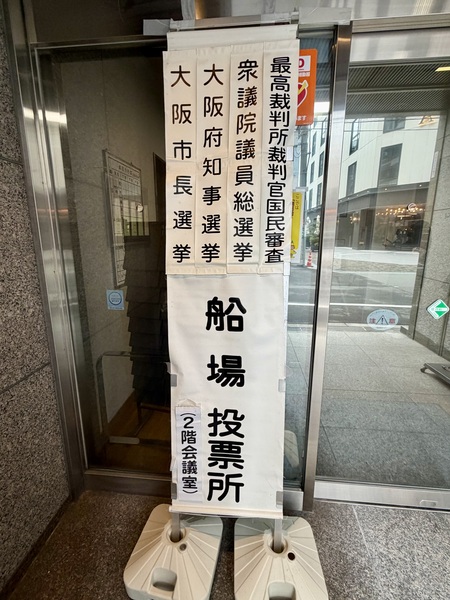 最高裁判所裁判官国民審査
衆議院議員総選挙
大阪府知事選挙
大阪市長選挙
船場投票所
(2階会議室)
注意